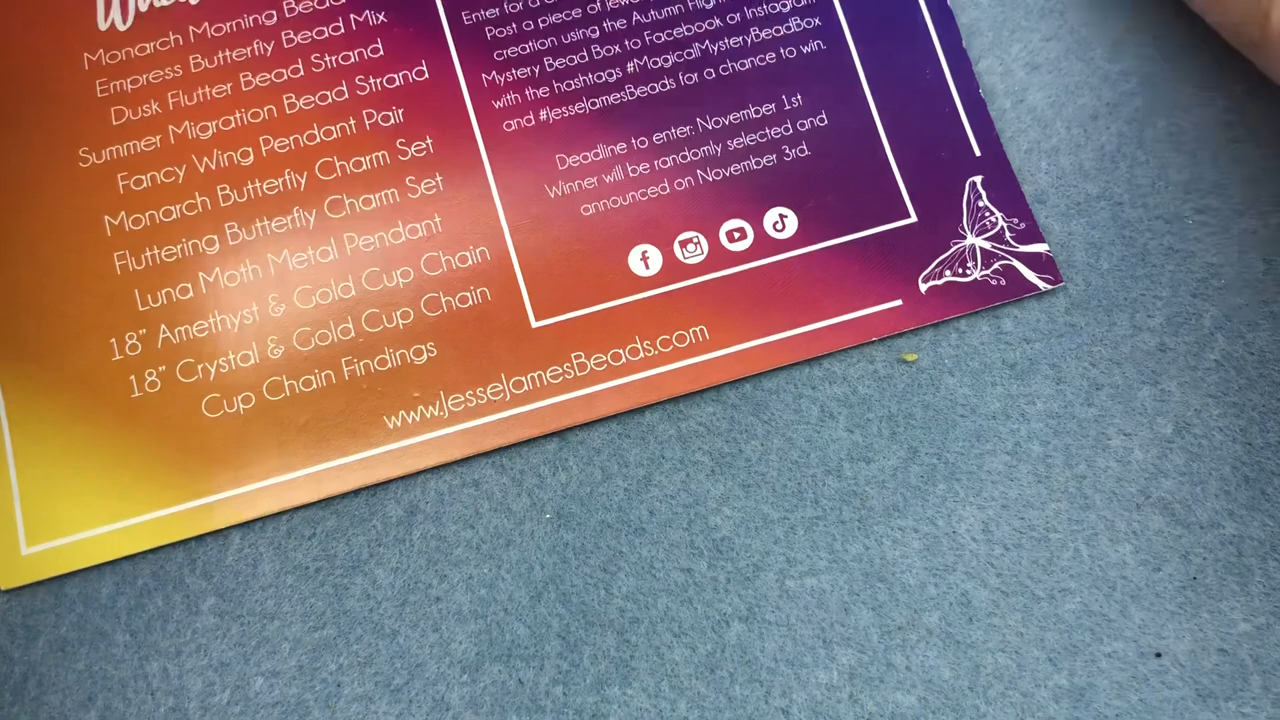 Monarch Morning Bead
Empress Butterfly Bead Mix
Dusk Flutter Bead Strand
Summer Migration Bead Strand
Fancy Wing Pendant Pair
Monarch Butterfly Charm Set
Fluttering Butterfly Charm Set
Luna Moth Metal Pendant
18” Amethyst & Gold Cup Chain
18” Crystal & Gold Cup Chain
Cup Chain Findings
Enter for a
Post a piece of
creation using the Autumn
Mystery Bead Box to Facebook or Instagram
with the hashtags #MagicalMysteryBeadBox
and #JesseJamesBeads for a chance to win.
Deadline to enter: November 1st
Winner will be randomly selected and
announced on November 3rd.
www.JesseJamesBeads.com